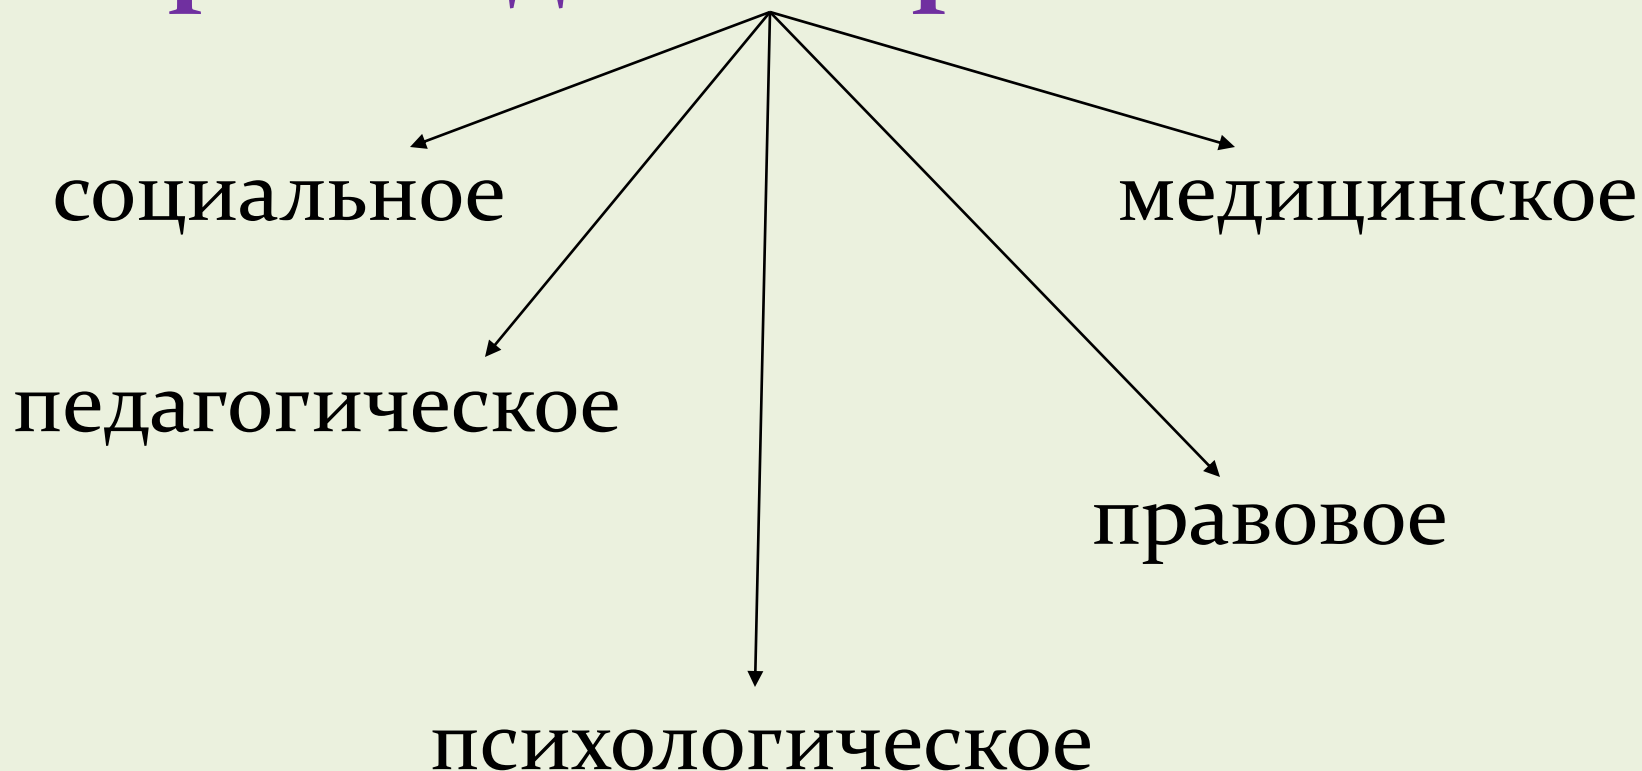 социальное
медицинское
педагогическое
правовое
психологическое